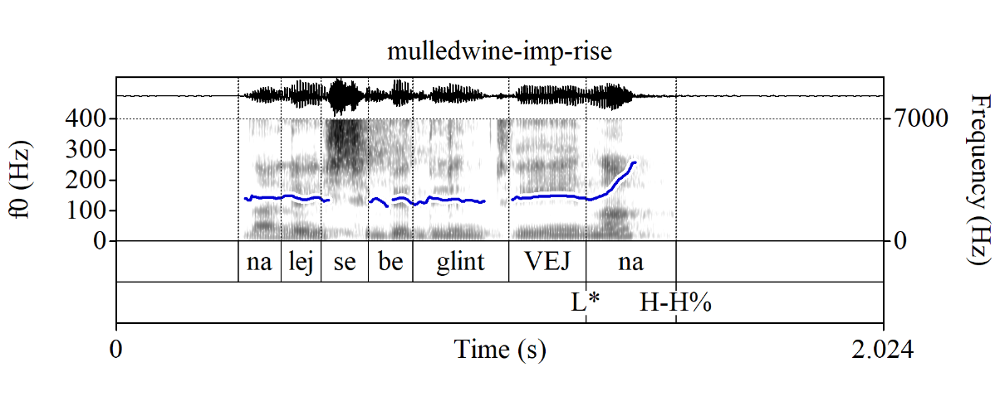 mulledwine-imp-rise
400
300
200
100
0
f0 (Hz)
7000
0
Frequency (Hz)
na lej se be glint VEJ na
L* H-H%
0 Time (s) 2.024